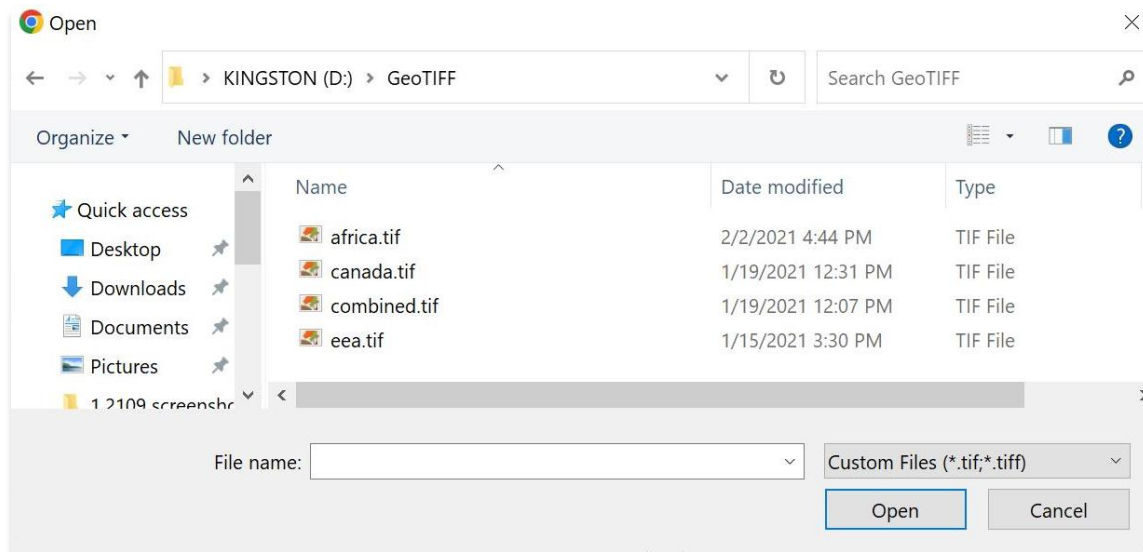 Open
KINGSTON (D:) > GeoTIFF
Search GeoTIFF
Organize
New folder
Name Date modified Type
Quick access
Desktop
Downloads
Documents
Pictures
1.2109
africa.tif 2/2/2021 4:44 PM TIF File
canada.tif 1/19/2021 12:31 PM TIF File
combined.tif 1/19/2021 12:07 PM TIF File
eea.tif 1/15/2021 3:30 PM TIF File
File name:
Custom Files (*.tif;*.tiff)
Open
Cancel